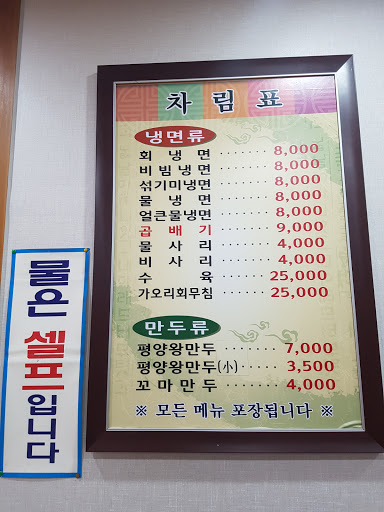 차림표
냉면류
회냉면 ······· 8,000
비빔냉면 ······· 8,000
섞기미냉면 ······· 8,000
물냉면 ······· 8,000
얼큰물냉면 ······· 8,000
곱배기 ······· 9,000
물사리 ······· 4,000
비사리 ······· 4,000
수육 ······· 25,000
가오리회무침 ······· 25,000
만두류
평양왕만두 ······· 7,000
평양왕만두(小) ···· 3,500
꼬마만두 ······· 4,000
※ 모든 메뉴 포장됩니다 ※
물은 셀프입니다